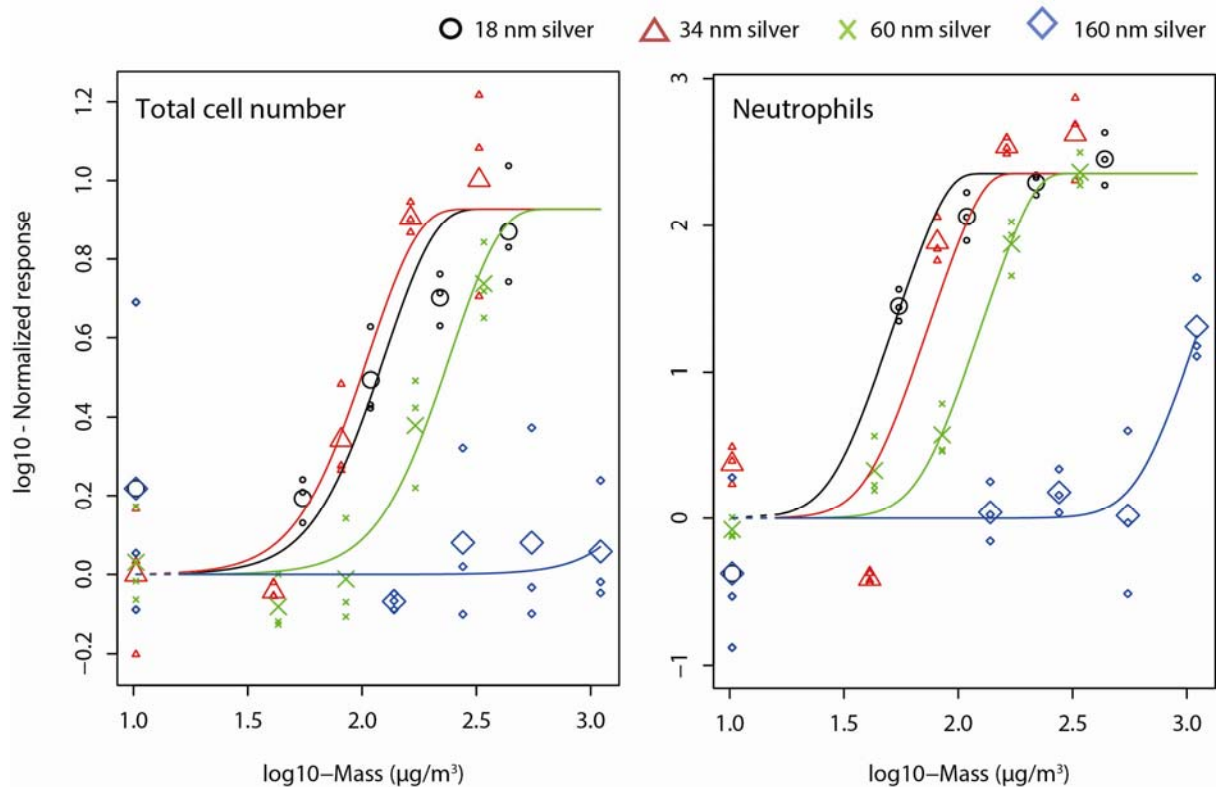 18 nm silver 34 nm silver 60 nm silver 160 nm silver
Total cell number
Neutrophils
log10 - Normalized response
1.2
1.0
0.8
0.6
0.4
0.2
0.0
−0.2
3
2
1
0
−1
1.0 1.5 2.0 2.5 3.0
1.0 1.5 2.0 2.5 3.0
log10−Mass (µg/m³)
log10−Mass (µg/m³)